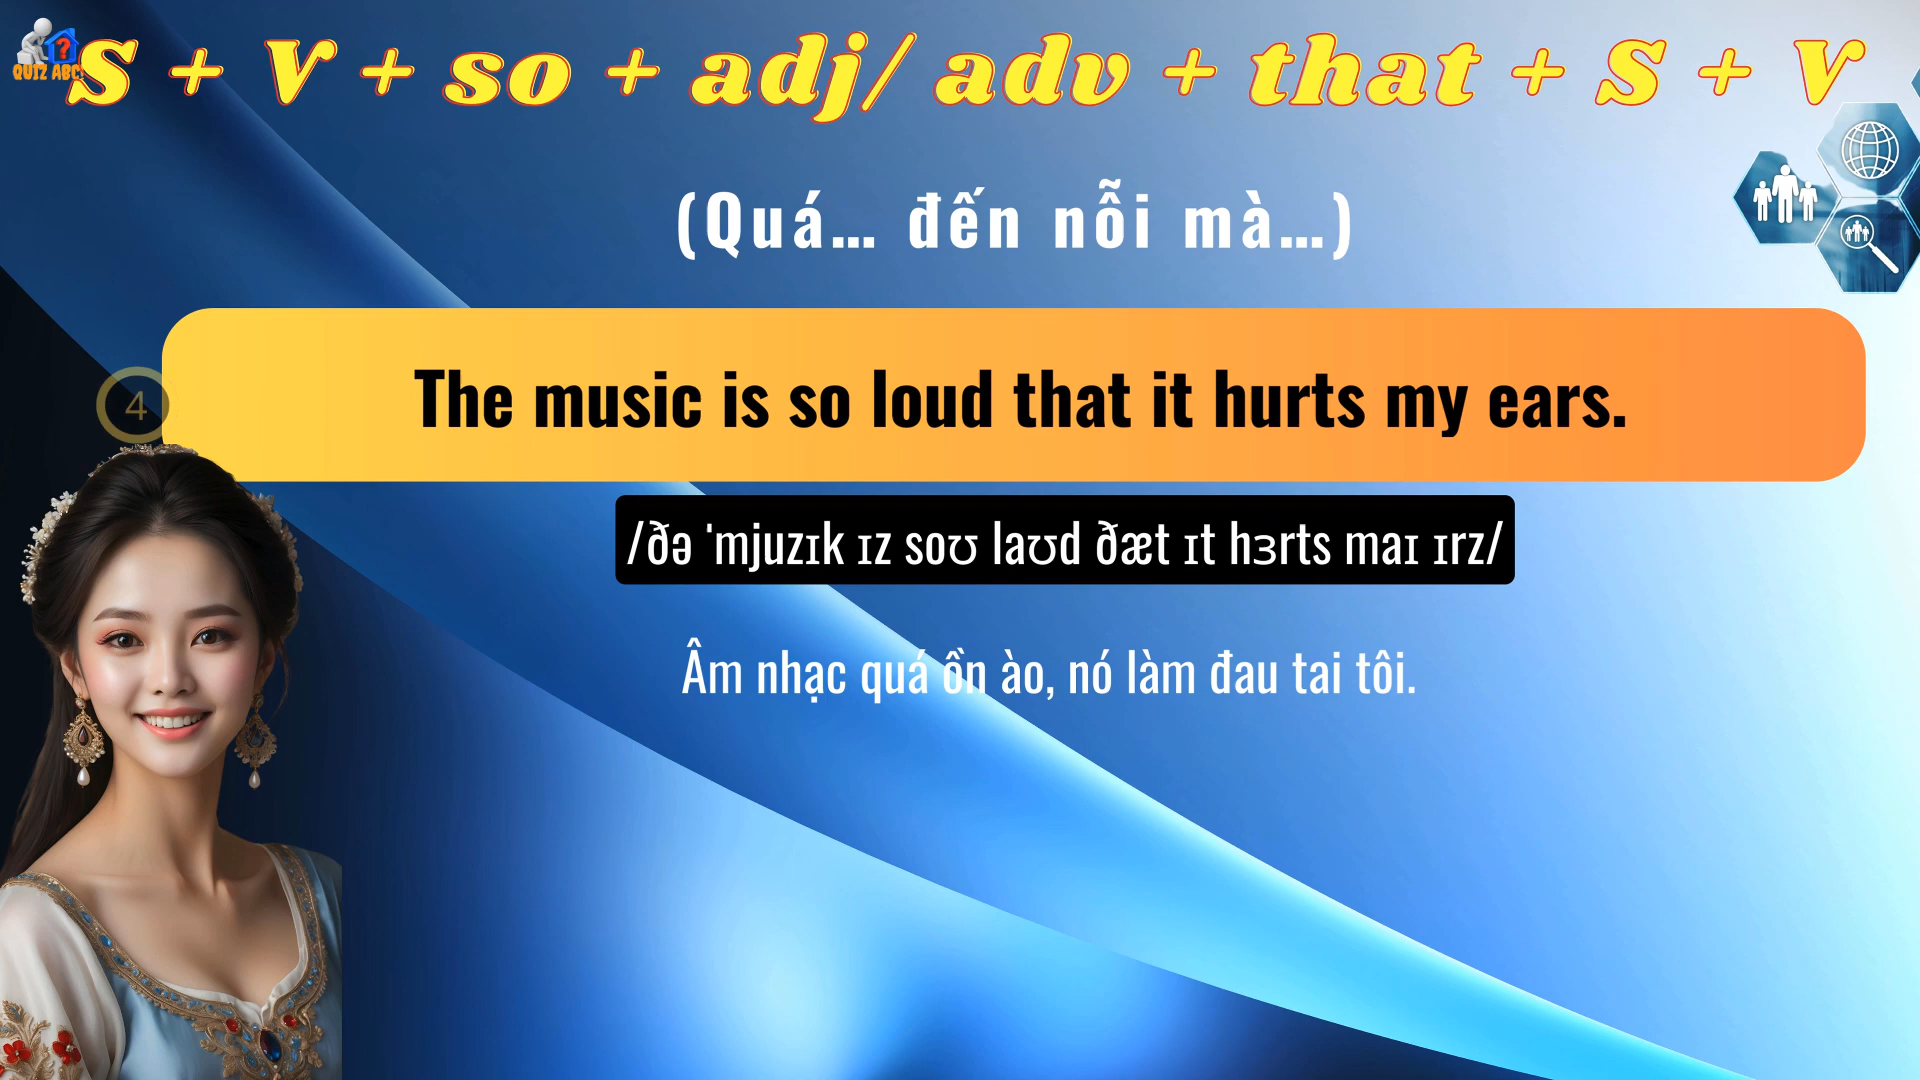 QUIZ ABC
S + V + so + adj/ adv + that + S + V
(Quá... đến nỗi mà...)
4
The music is so loud that it hurts my ears.
/ðə ˈmjuzɪk ɪz soʊ laʊd ðæt ɪt hɜrts maɪ ɪrz/
Âm nhạc quá ồn ào, nó làm đau tai tôi.